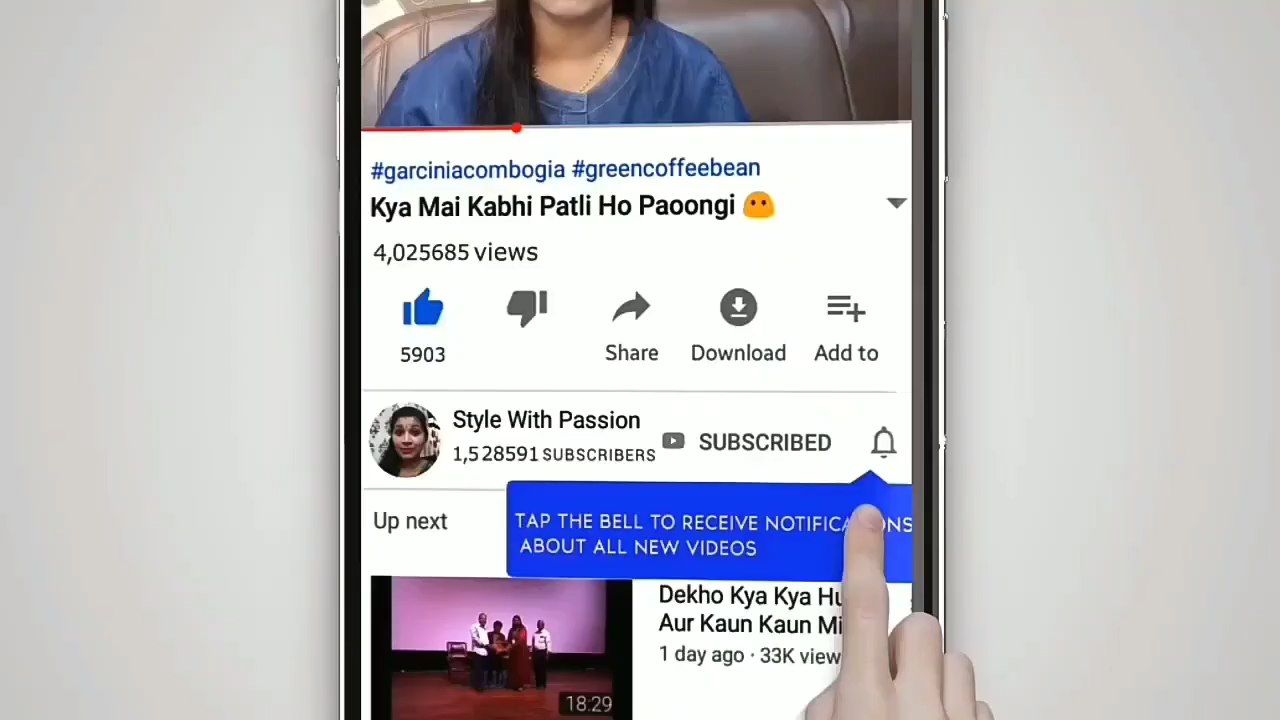 #garciniacombogia #greencoffeebean
Kya Mai Kabhi Patli Ho Paoongi
4,025685 views
5903
Share
Download
Add to
Style With Passion
1,528591 SUBSCRIBERS
SUBSCRIBED
Up next
TAP THE BELL TO RECEIVE
ABOUT ALL NEW VIDEOS
Dekho Kya Kya
Aur Kaun Kaun
1 day ago · 33K
18:29